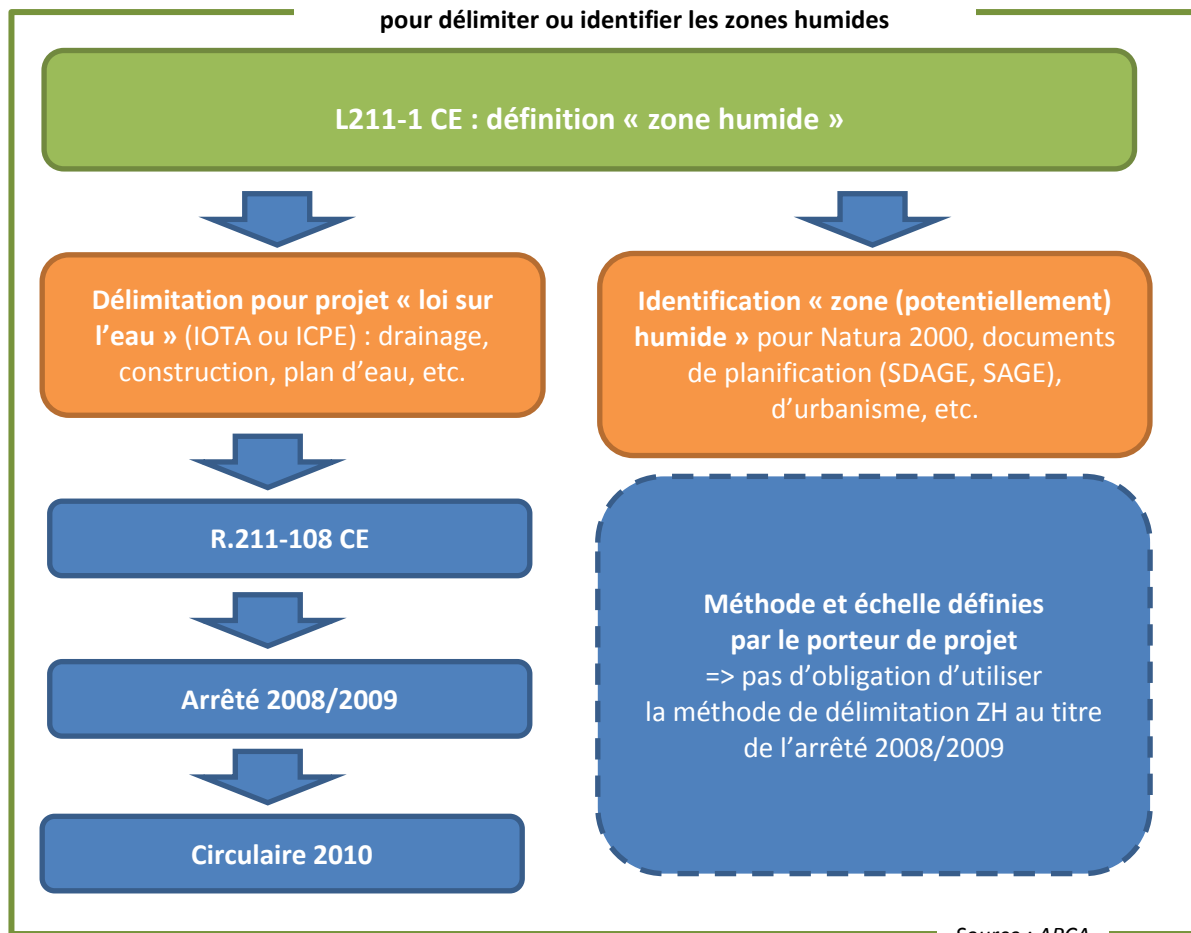 pour délimiter ou identifier les zones humides
L211-1 CE : définition « zone humide »
Délimitation pour projet « loi sur
l’eau » (IOTA ou ICPE) : drainage,
construction, plan d’eau, etc.
Identification « zone (potentiellement)
humide » pour Natura 2000, documents
de planification (SDAGE, SAGE),
d’urbanisme, etc.
R.211-108 CE
Arrêté 2008/2009
Circulaire 2010
Méthode et échelle définies
par le porteur de projet
=> pas d’obligation d’utiliser
la méthode de délimitation ZH au titre
de l’arrêté 2008/2009
Source : APCA